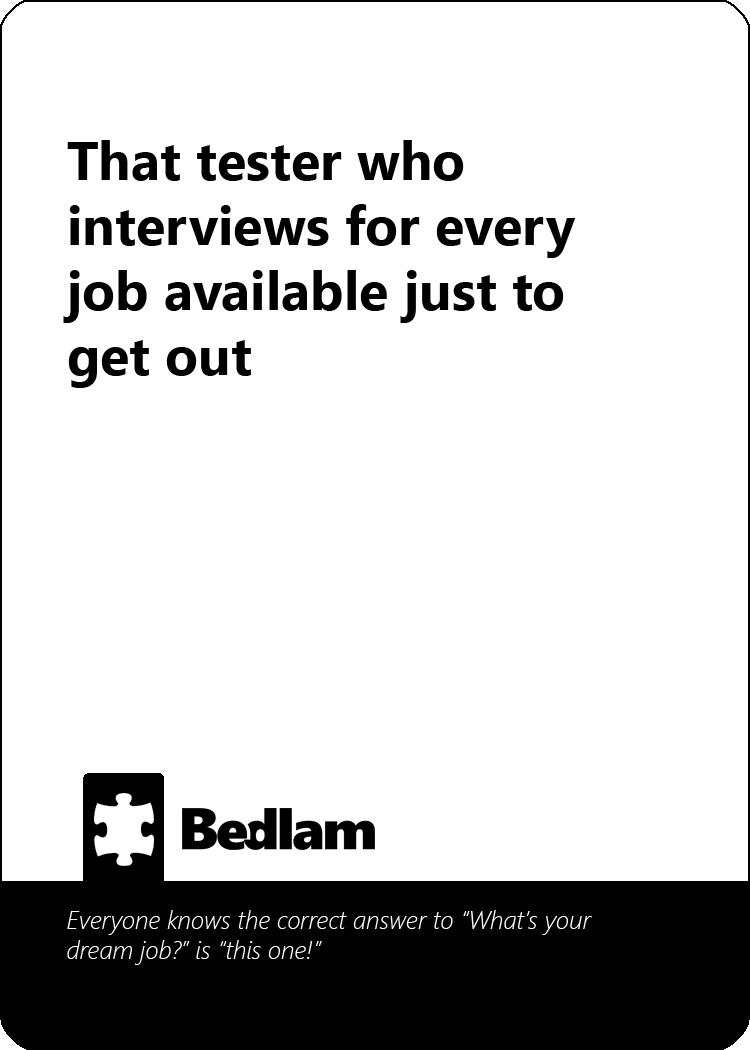 That tester who
interviews for every
job available just to
get out
Bedlam
Everyone knows the correct answer to “What’s your
dream job?” is “this one!”